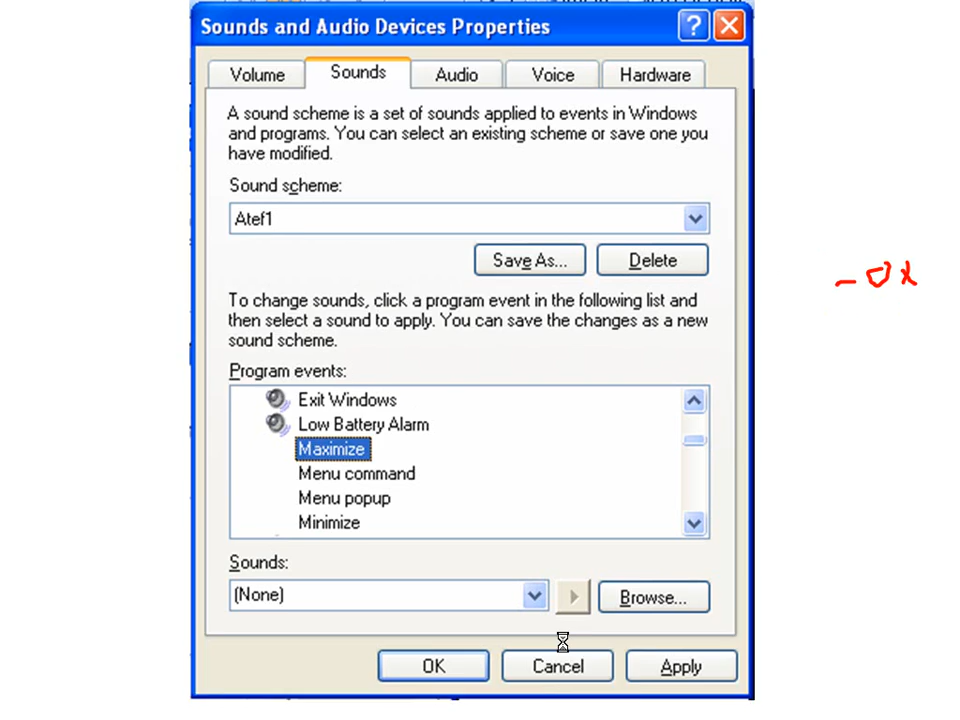 Sounds and Audio Devices Properties
Volume Sounds Audio Voice Hardware
A sound scheme is a set of sounds applied to events in Windows
and programs. You can select an existing scheme or save one you
have modified.
Sound scheme:
Atef1
Save As... Delete
To change sounds, click a program event in the following list and
then select a sound to apply. You can save the changes as a new
sound scheme.
Program events:
Exit Windows
Low Battery Alarm
Maximize
Menu command
Menu popup
Minimize
Sounds:
(None) Browse...
OK Cancel Apply